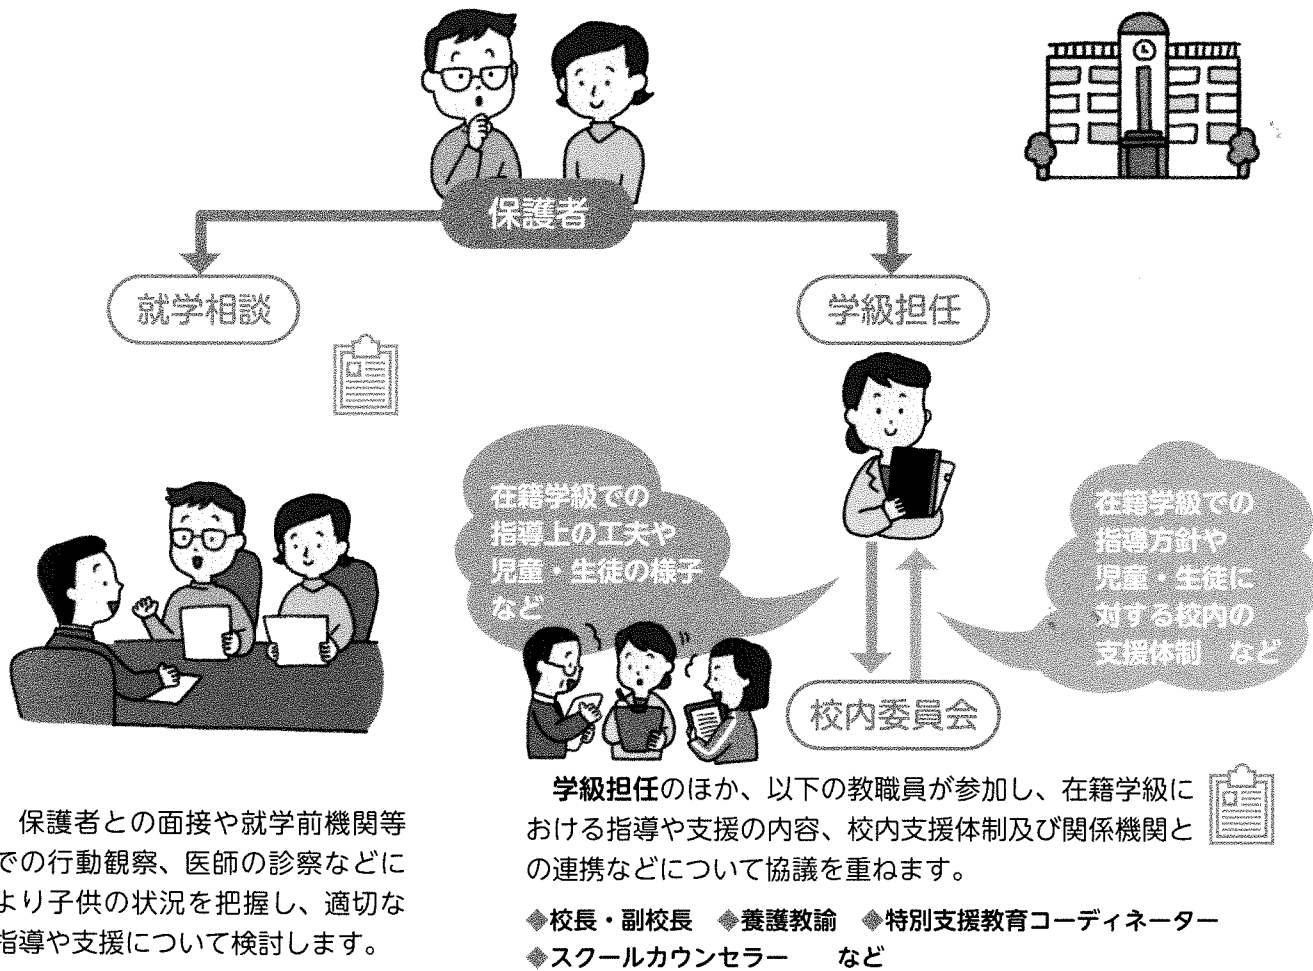 保護者
就学相談
学級担任
在籍学級での
指導上の工夫や
児童・生徒の様子
など
在籍学級での
指導方針や
児童・生徒に
対する校内の
支援体制　など
校内委員会
保護者との面接や就学前機関等
での行動観察、医師の診察などに
より子供の状況を把握し、適切な
指導や支援について検討します。
学級担任のほか、以下の教職員が参加し、在籍学級に
おける指導や支援の内容、校内支援体制及び関係機関と
の連携などについて協議を重ねます。
◆校長・副校長　◆養護教諭　◆特別支援教育コーディネーター
◆スクールカウンセラー　　など